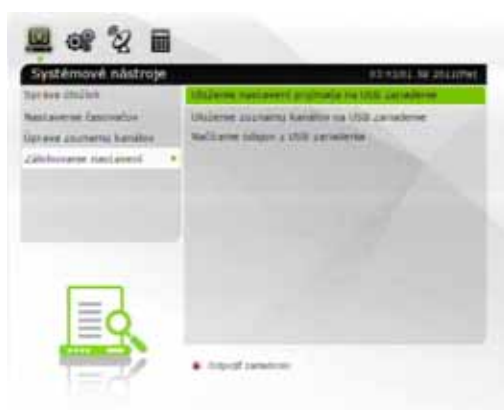 Systémové nástroje
Správa úložísk
Uloženie nastavení prijímača na USB zariadenie
Nastavenie časovačov
Uloženie zoznamu kanálov na USB zariadenie
Úprava zoznamu kanálov
Načítanie údajov z USB zariadenia
Zálohovanie nastavení
Odpojiť zariadenie